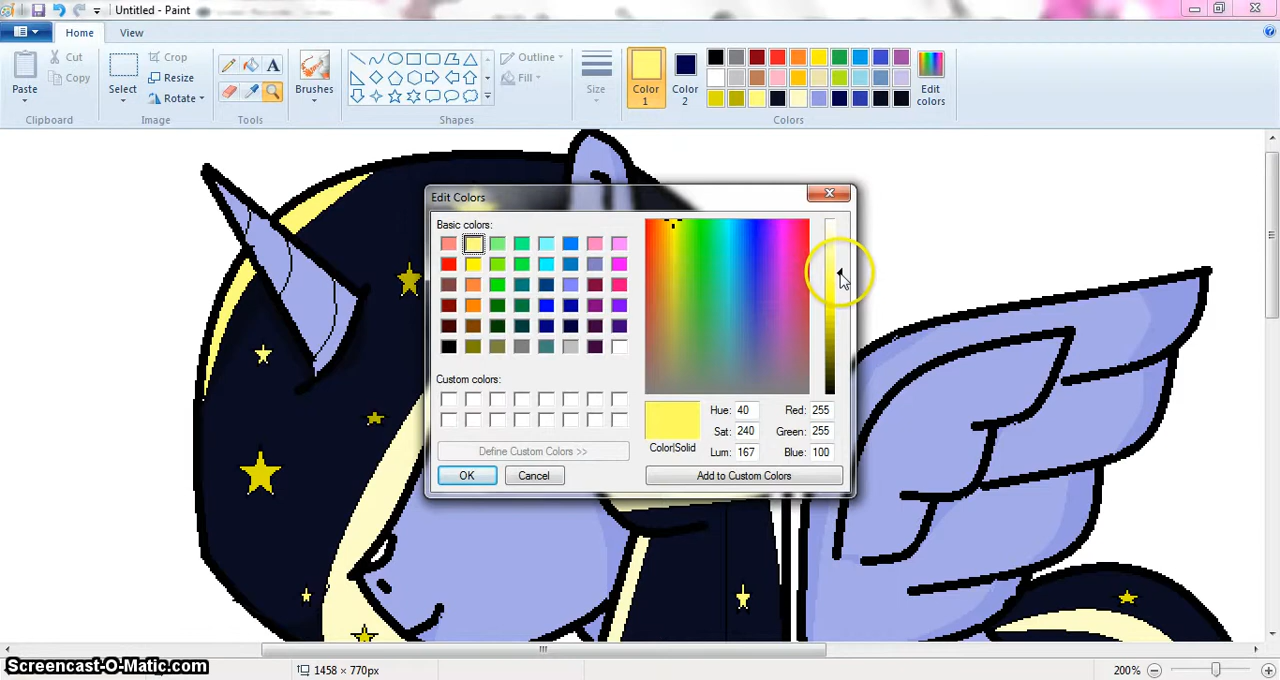 Untitled - Paint
Home View
Cut
Copy
Paste
Clipboard
Select
Crop
Resize
Rotate
Image
A
Tools
Brushes
Outline
Fill
Shapes
Size
Color
1
Color
2
Edit
colors
Colors
Edit Colors
Basic colors:
Custom colors:
Define Custom Colors >>
OK Cancel
Color|Solid
Hue: 40 Red: 255
Sat: 240 Green: 255
Lum: 167 Blue: 100
Add to Custom Colors
Screencast-O-Matic.com
1458 × 770px
200%